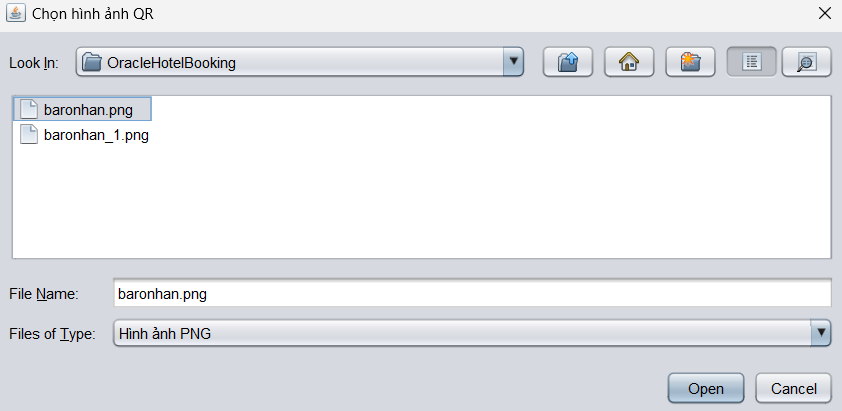 Chọn hình ảnh QR
Look In: OracleHotelBooking
baronhan.png
baronhan_1.png
File Name: baronhan.png
Files of Type: Hình ảnh PNG
Open Cancel